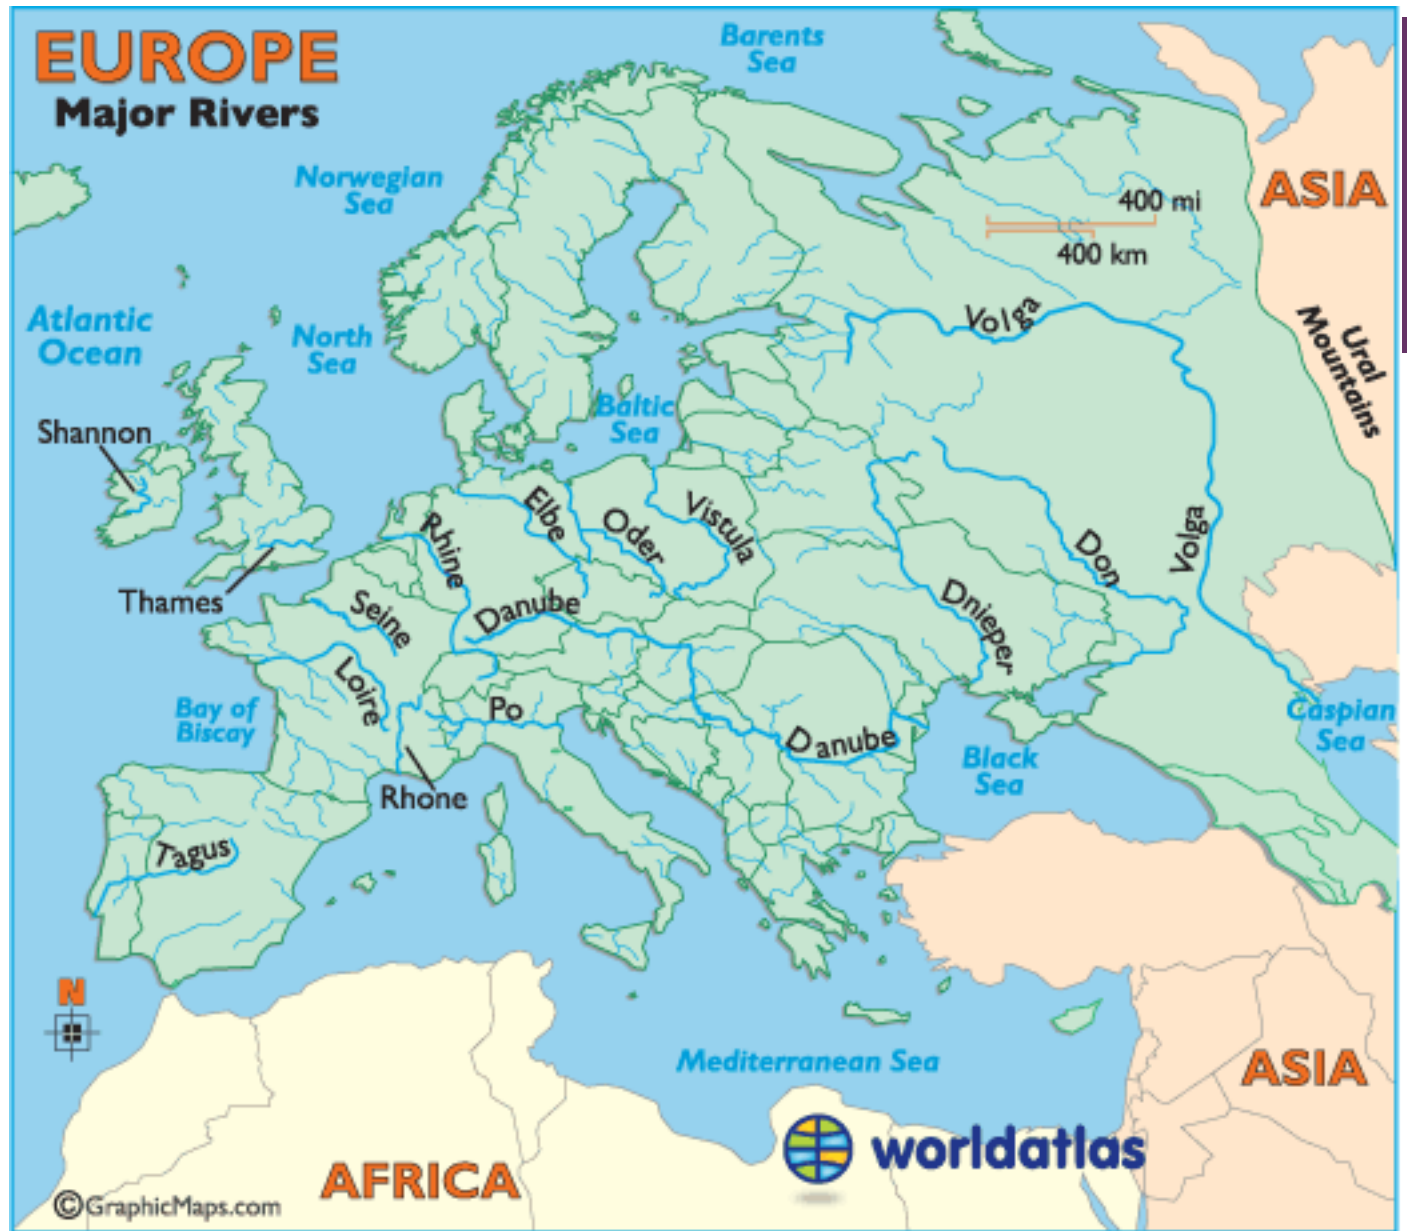 EUROPE
Major Rivers
Barents
Sea
Norwegian
Sea
ASIA
400 mi
400 km
Atlantic
Ocean
North
Sea
Volga
Ural
Mountains
Baltic
Sea
Shannon
Elbe
Oder
Vistula
Rhine
Don
Volga
Thames
Seine
Danube
Dnieper
Loire
Bay of
Biscay
Po
Caspian
Sea
Danube
Black
Sea
Rhone
Tagus
N
Mediterranean Sea
ASIA
worldatlas
AFRICA
©GraphicMaps.com